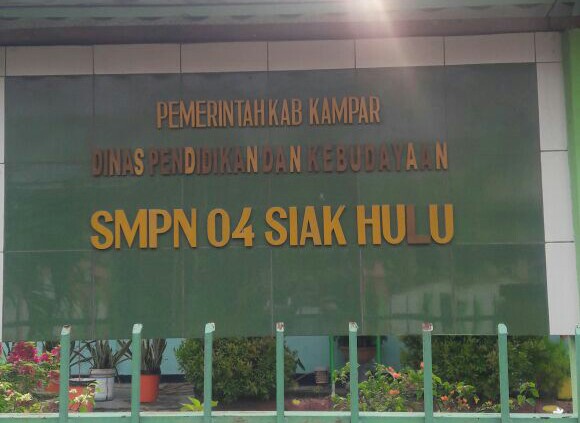 PEMERINTAH KAB KAMPAR
DINAS PENDIDIKAN DAN KEBUDAYAAN
SMPN 04 SIAK HULU